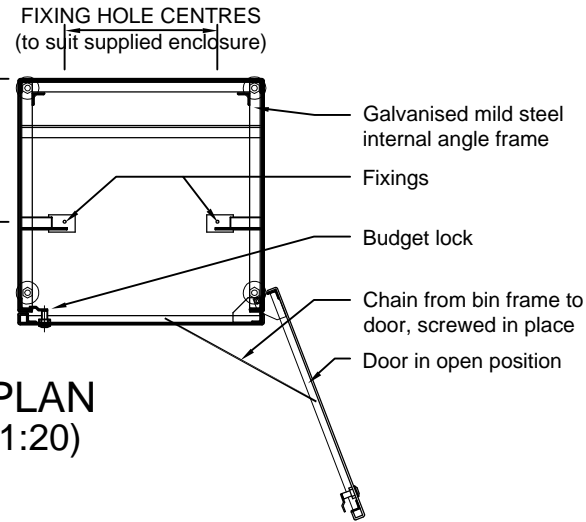 FIXING HOLE CENTRES
(to suit supplied enclosure)
Galvanised mild steel
internal angle frame
Fixings
Budget lock
Chain from bin frame to
door, screwed in place
Door in open position
PLAN
1:20)